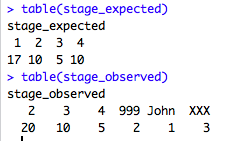 > table(stage_expected)
stage_expected
1 2 3 4
17 10 5 10
> table(stage_observed)
stage_observed
2 3 4 999 John XXX
20 10 5 2 1 3